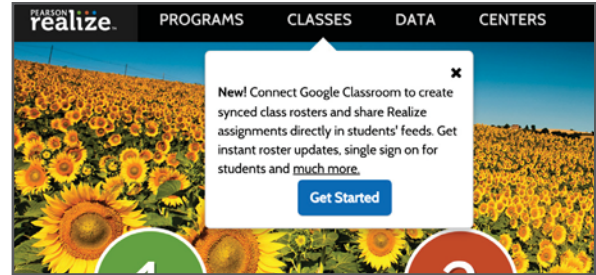 PEARSON
realize™
PROGRAMS CLASSES DATA CENTERS
New! Connect Google Classroom to create
synced class rosters and share Realize
assignments directly in students' feeds. Get
instant roster updates, single sign on for
students and much more.
Get Started